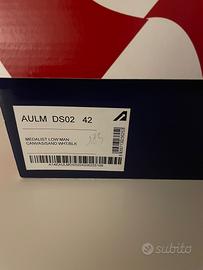 AULM DS02 42
MEDALIST LOW MAN
CANVAS/SAND WHT/BLK
subito